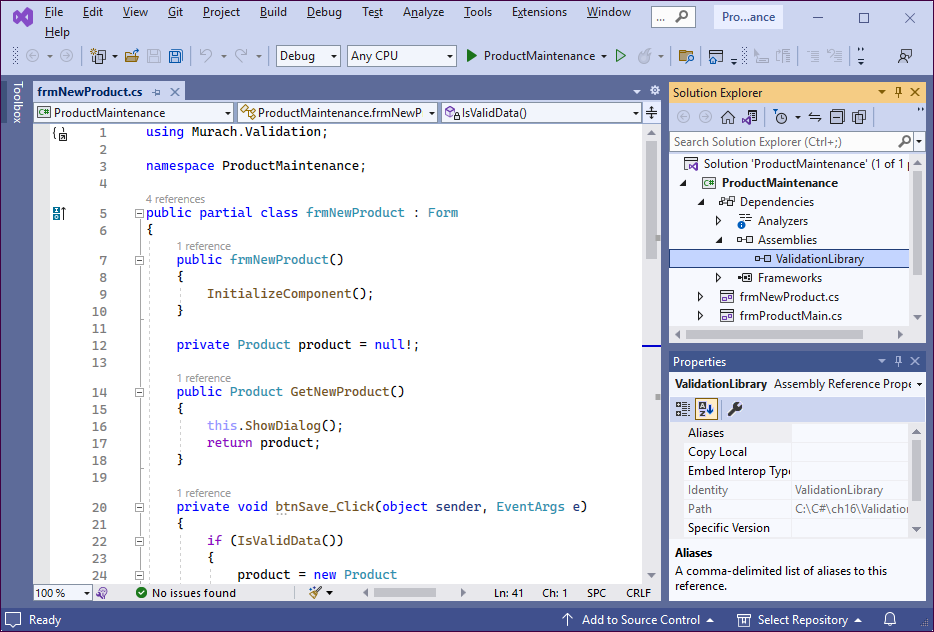 File Edit View Git Project Build Debug Test Analyze Tools Extensions Window ... Pro...ance
Help
Debug Any CPU ProductMaintenance
Toolbox
frmNewProduct.cs
ProductMaintenance ProductMaintenance.frmNewP IsValidData()
1 using Murach.Validation;
2
3 namespace ProductMaintenance;
4
4 references
5 public partial class frmNewProduct : Form
6 {
1 reference
7 public frmNewProduct()
8 {
9 InitializeComponent();
10 }
11
12 private Product product = null!;
13
1 reference
14 public Product GetNewProduct()
15 {
16 this.ShowDialog();
17 return product;
18 }
19
1 reference
20 private void btnSave_Click(object sender, EventArgs e)
21 {
22 if (IsValidData())
23 {
24 product = new Product
100 % No issues found Ln: 41 Ch: 1 SPC CRLF
Solution Explorer
Search Solution Explorer (Ctrl+;)
Solution 'ProductMaintenance' (1 of 1
C# ProductMaintenance
Dependencies
Analyzers
Assemblies
ValidationLibrary
Frameworks
frmNewProduct.cs
frmProductMain.cs
Properties
ValidationLibrary Assembly Reference Prope
Aliases
Copy Local
Embed Interop Type
Identity ValidationLibrary
Path C:\C#\ch16\Validation
Specific Version
Aliases
A comma-delimited list of aliases to this
reference.
Ready Add to Source Control Select Repository